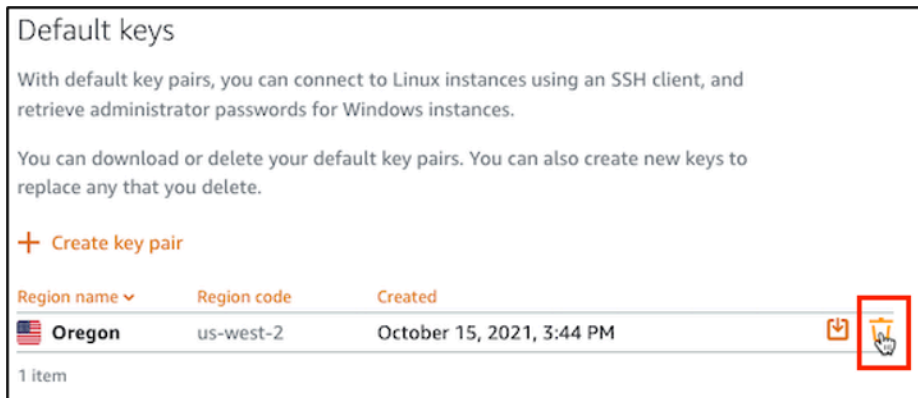 Default keys
With default key pairs, you can connect to Linux instances using an SSH client, and
retrieve administrator passwords for Windows instances.
You can download or delete your default key pairs. You can also create new keys to
replace any that you delete.
+ Create key pair
Region name Region code Created
Oregon us-west-2 October 15, 2021, 3:44 PM
1 item